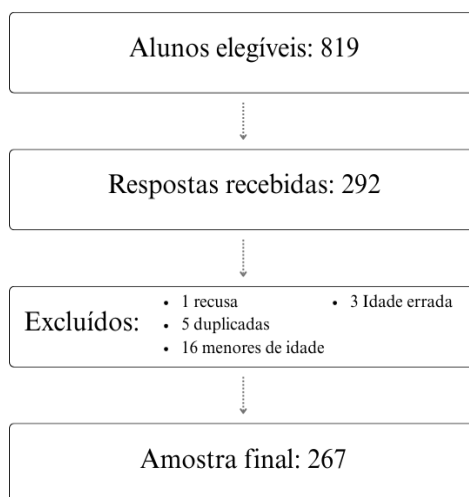 Alunos elegíveis: 819
Respostas recebidas: 292
Excluídos:
• 1 recusa
• 5 duplicadas
• 16 menores de idade
• 3 Idade errada
Amostra final: 267